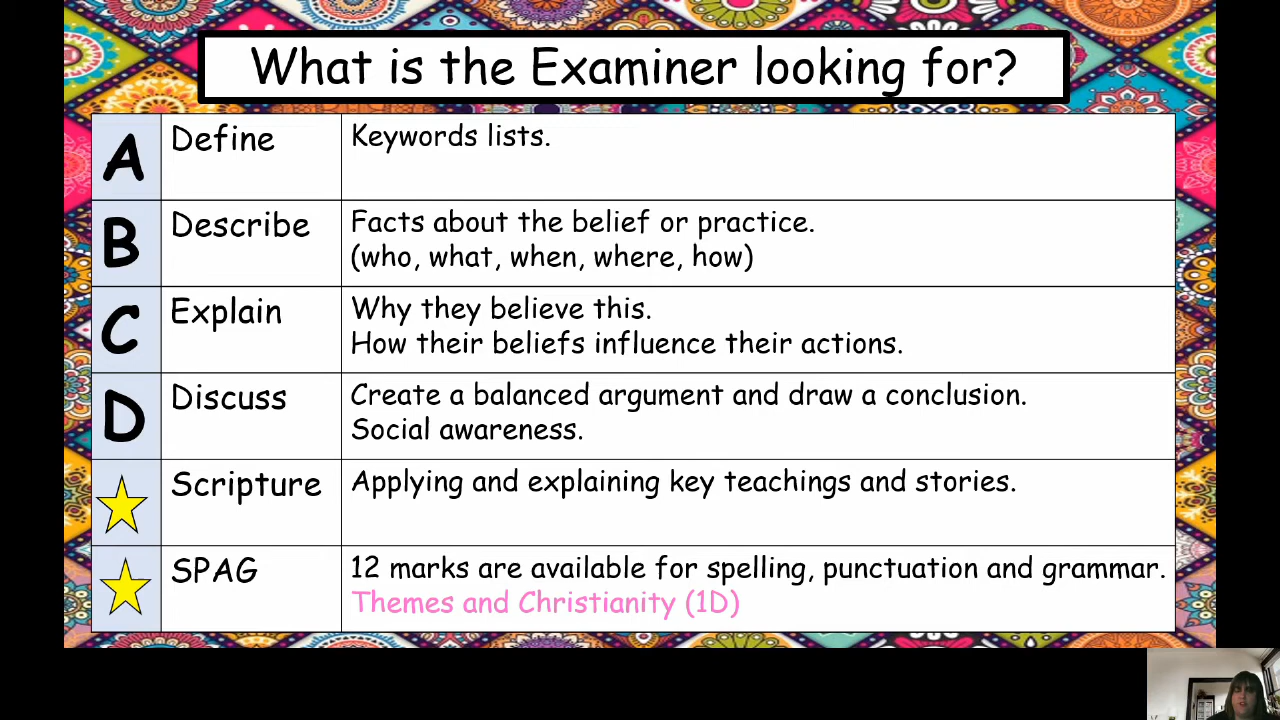 What is the Examiner looking for?
A
Define
Keywords lists.
B
Describe
Facts about the belief or practice.
(who, what, when, where, how)
C
Explain
Why they believe this.
How their beliefs influence their actions.
D
Discuss
Create a balanced argument and draw a conclusion.
Social awareness.
Scripture
Applying and explaining key teachings and stories.
SPAG
12 marks are available for spelling, punctuation and grammar.
Themes and Christianity (1D)